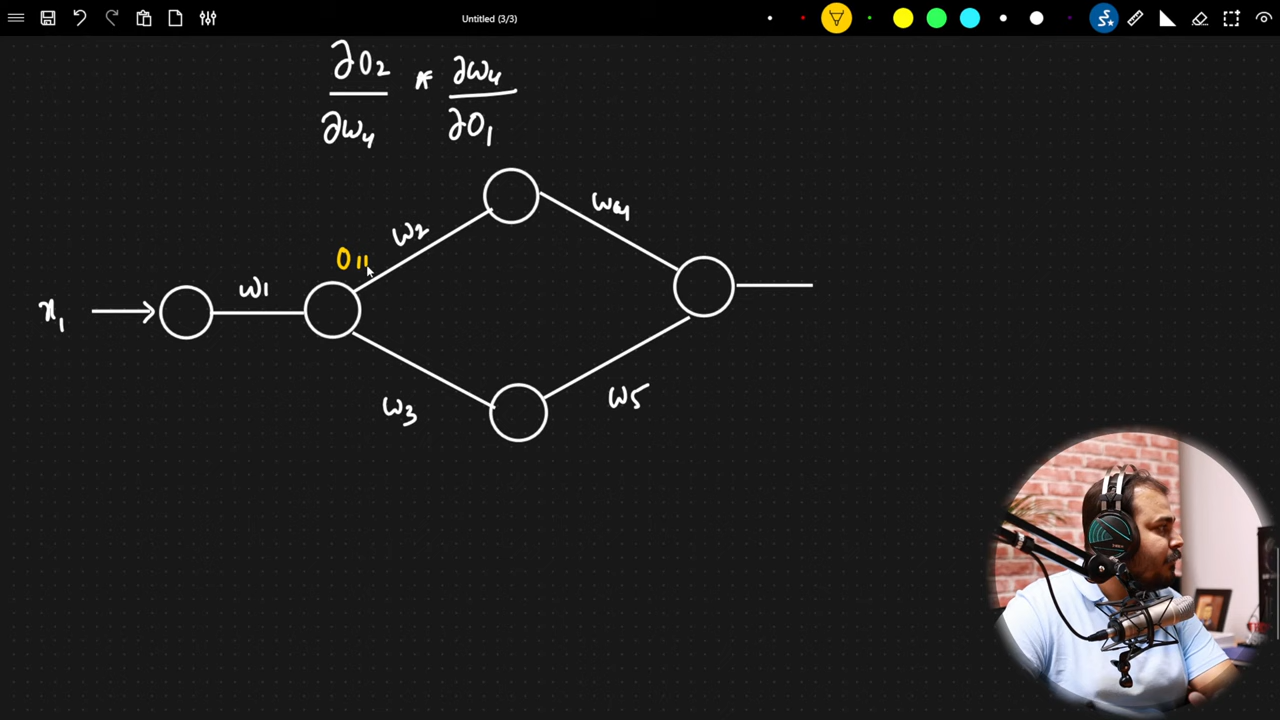 Untitled (3/3)
∂O₂/∂w₄ * ∂w₄/∂O₁
w₄
w₂
O₁₁
w₁
x₁
w₃
w₅